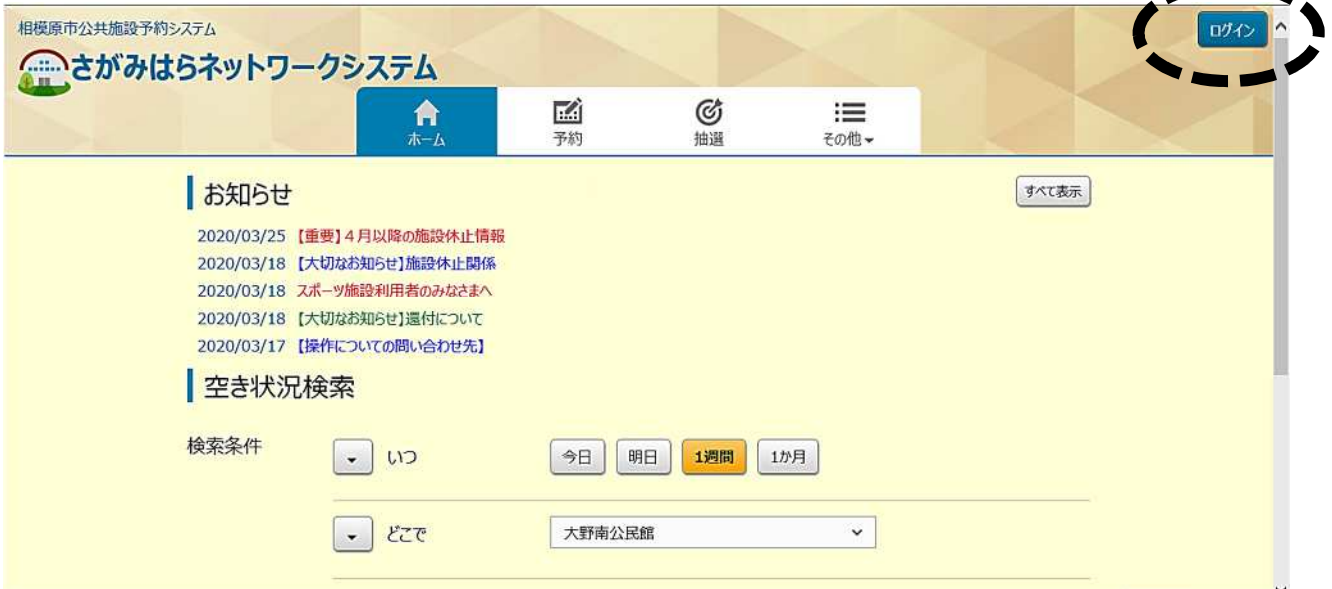 相模原市公共施設予約システム
ログイン
さがみはらネットワークシステム
ホーム
予約
抽選
その他
お知らせ
すべて表示
2020/03/25 【重要】4月以降の施設休止情報
2020/03/18 【大切なお知らせ】施設休止関係
2020/03/18 スポーツ施設利用者のみなさまへ
2020/03/18 【大切なお知らせ】還付について
2020/03/17 【操作についての問い合わせ先】
空き状況検索
検索条件
いつ
今日 明日 1週間 1か月
どこで
大野南公民館